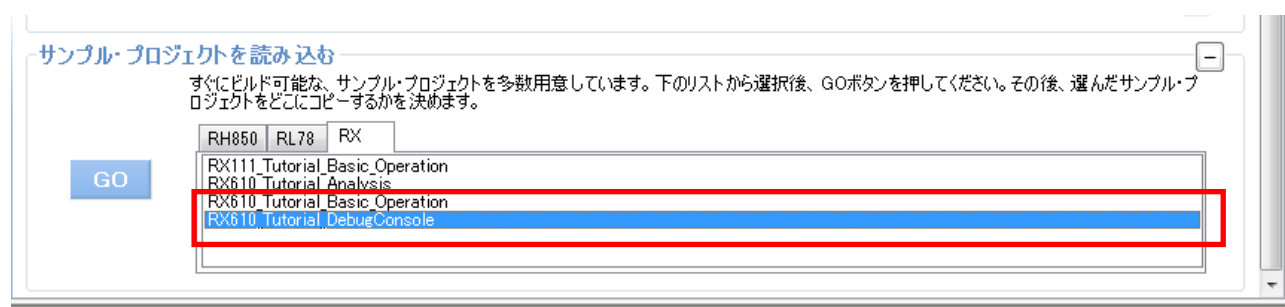 サンプル・プロジェクトを読み込む
すぐにビルド可能な、サンプル・プロジェクトを多数用意しています。下のリストから選択後、GOボタンを押してください。その後、選んだサンプル・プ
ロジェクトをどこにコピーするかを決めます。
RH850 RL78 RX
GO
RX111_Tutorial_Basic_Operation
RX610_Tutorial_Analysis
RX610_Tutorial_Basic_Operation
RX610_Tutorial_DebugConsole